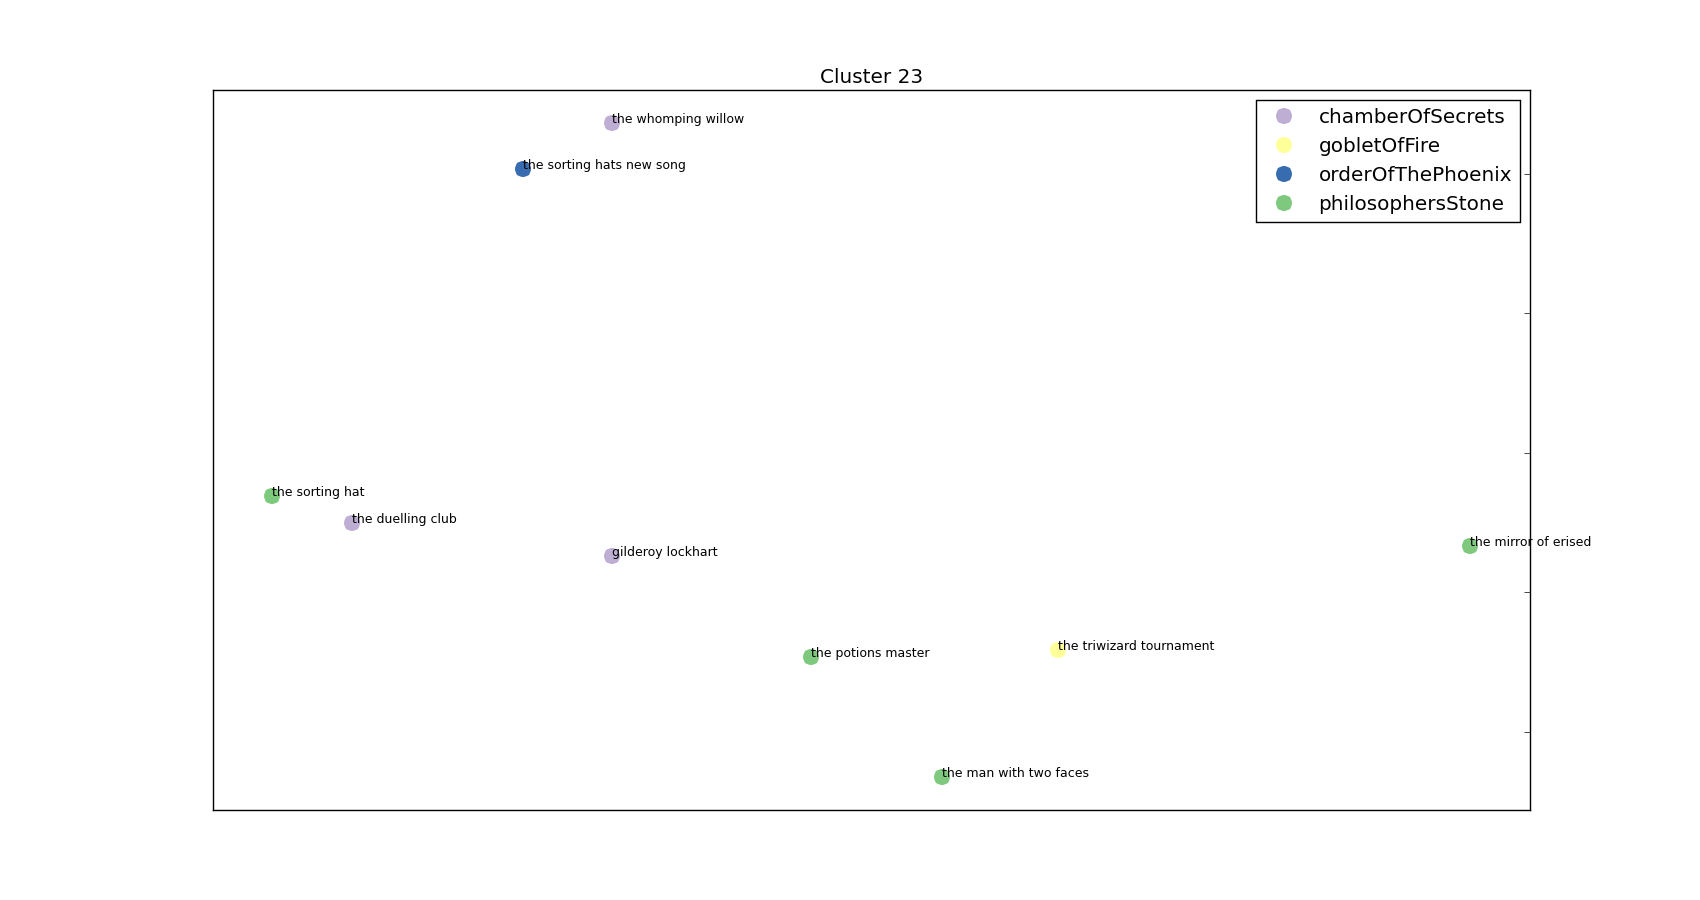 Cluster 23
the whomping willow
chamberOfSecrets
gobletOfFire
the sorting hats new song
orderOfThePhoenix
philosophersStone
the sorting hat
the duelling club
the mirror of erised
gilderoy lockhart
the triwizard tournament
the potions master
the man with two faces